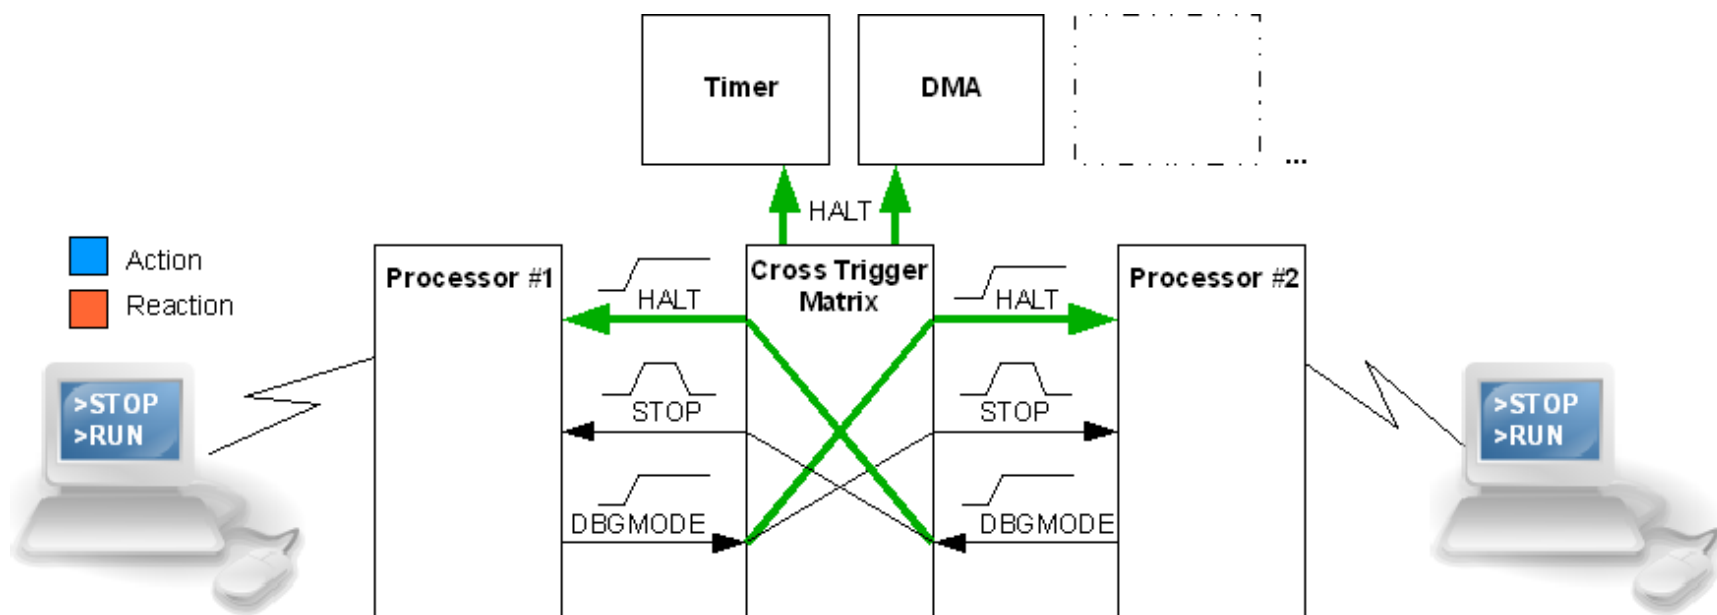 Timer
DMA
...
HALT
Action
Reaction
Processor #1
HALT
STOP
DBGMODE
Cross Trigger
Matrix
HALT
STOP
DBGMODE
Processor #2
>STOP
>RUN
>STOP
>RUN